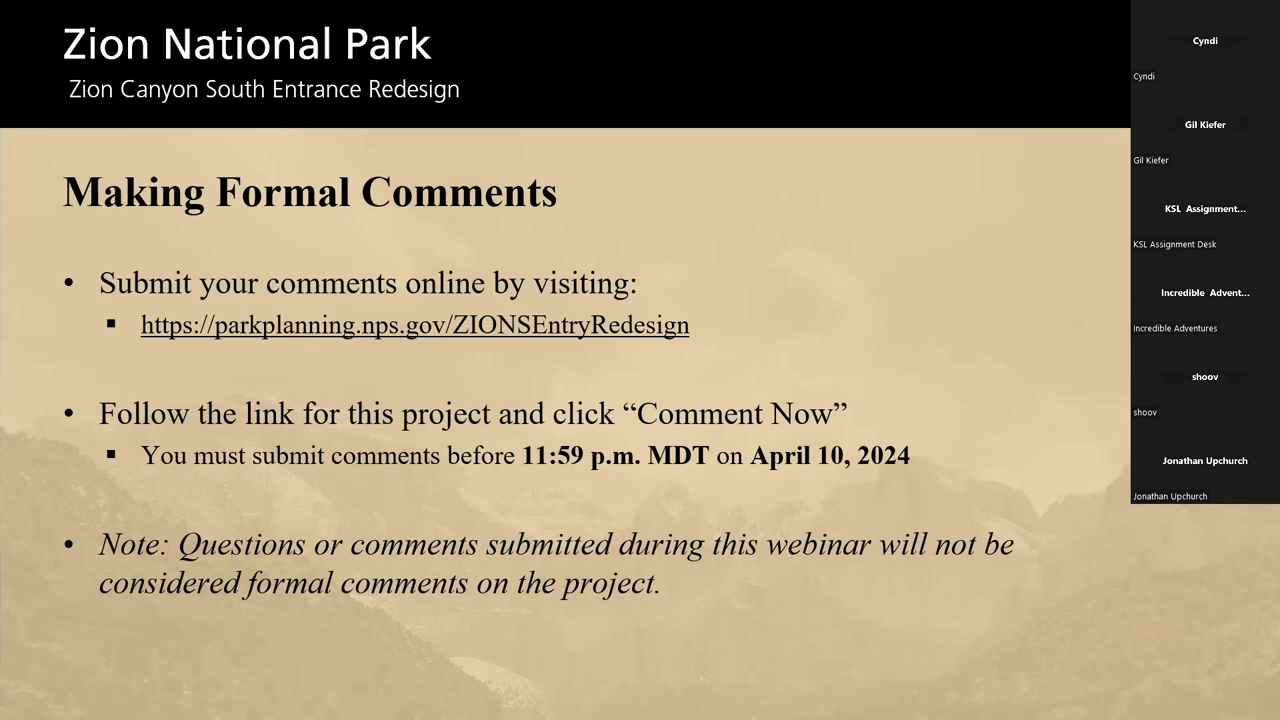 Zion National Park
Zion Canyon South Entrance Redesign
Making Formal Comments
• Submit your comments online by visiting:
▪ https://parkplanning.nps.gov/ZIONSEntryRedesign
• Follow the link for this project and click “Comment Now”
▪ You must submit comments before 11:59 p.m. MDT on April 10, 2024
• Note: Questions or comments submitted during this webinar will not be
considered formal comments on the project.
Cyndi
Cyndi
Gil Kiefer
Gil Kiefer
KSL Assignment...
KSL Assignment Desk
Incredible Advent...
Incredible Adventures
shoov
shoov
Jonathan Upchurch
Jonathan Upchurch